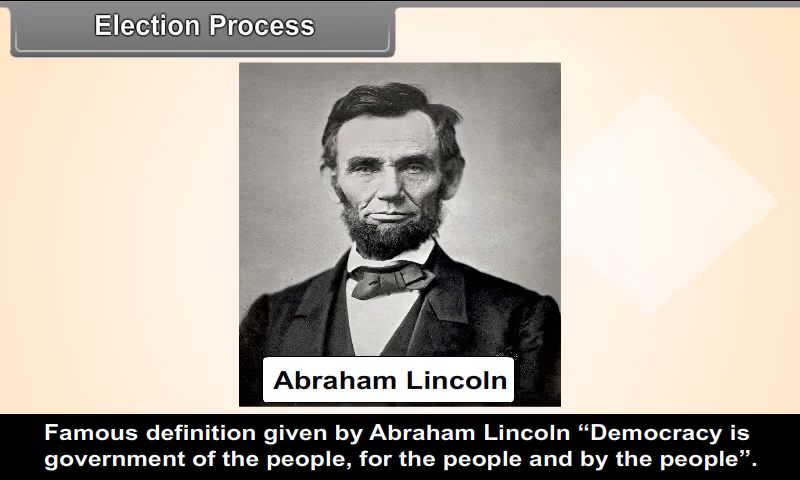 Election Process
Abraham Lincoln
Famous definition given by Abraham Lincoln “Democracy is
government of the people, for the people and by the people”.